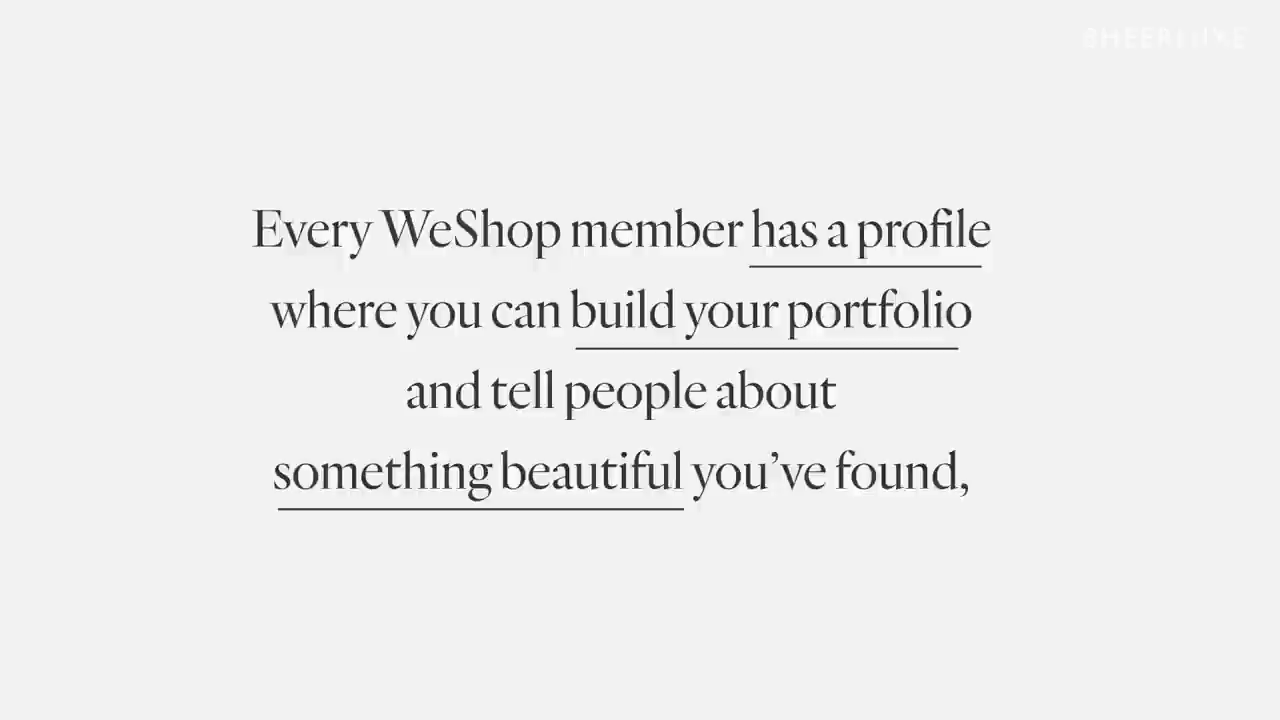 SHEERLUXE
Every WeShop member has a profile
where you can build your portfolio
and tell people about
something beautiful you’ve found,